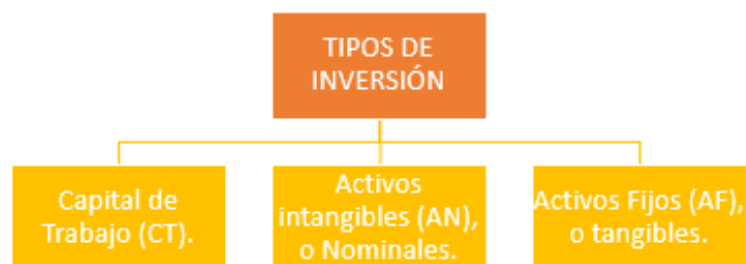 TIPOS DE
INVERSIÓN
Capital de
Trabajo (CT).
Activos
intangibles (AN),
o Nominales.
Activos Fijos (AF),
o tangibles.